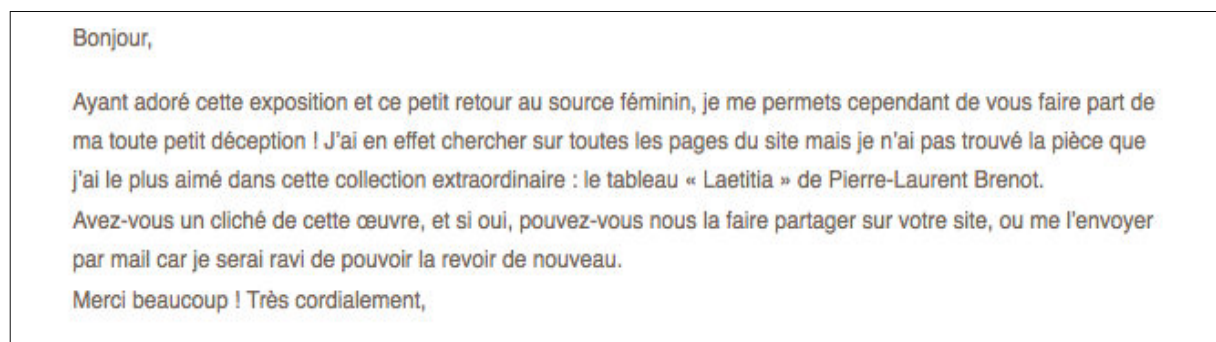 Bonjour,
Ayant adoré cette exposition et ce petit retour au source féminin, je me permets cependant de vous faire part de
ma toute petit déception ! J'ai en effet chercher sur toutes les pages du site mais je n'ai pas trouvé la pièce que
j'ai le plus aimé dans cette collection extraordinaire : le tableau « Laetitia » de Pierre-Laurent Brenot.
Avez-vous un cliché de cette œuvre, et si oui, pouvez-vous nous la faire partager sur votre site, ou me l'envoyer
par mail car je serai ravi de pouvoir la revoir de nouveau.
Merci beaucoup ! Très cordialement,